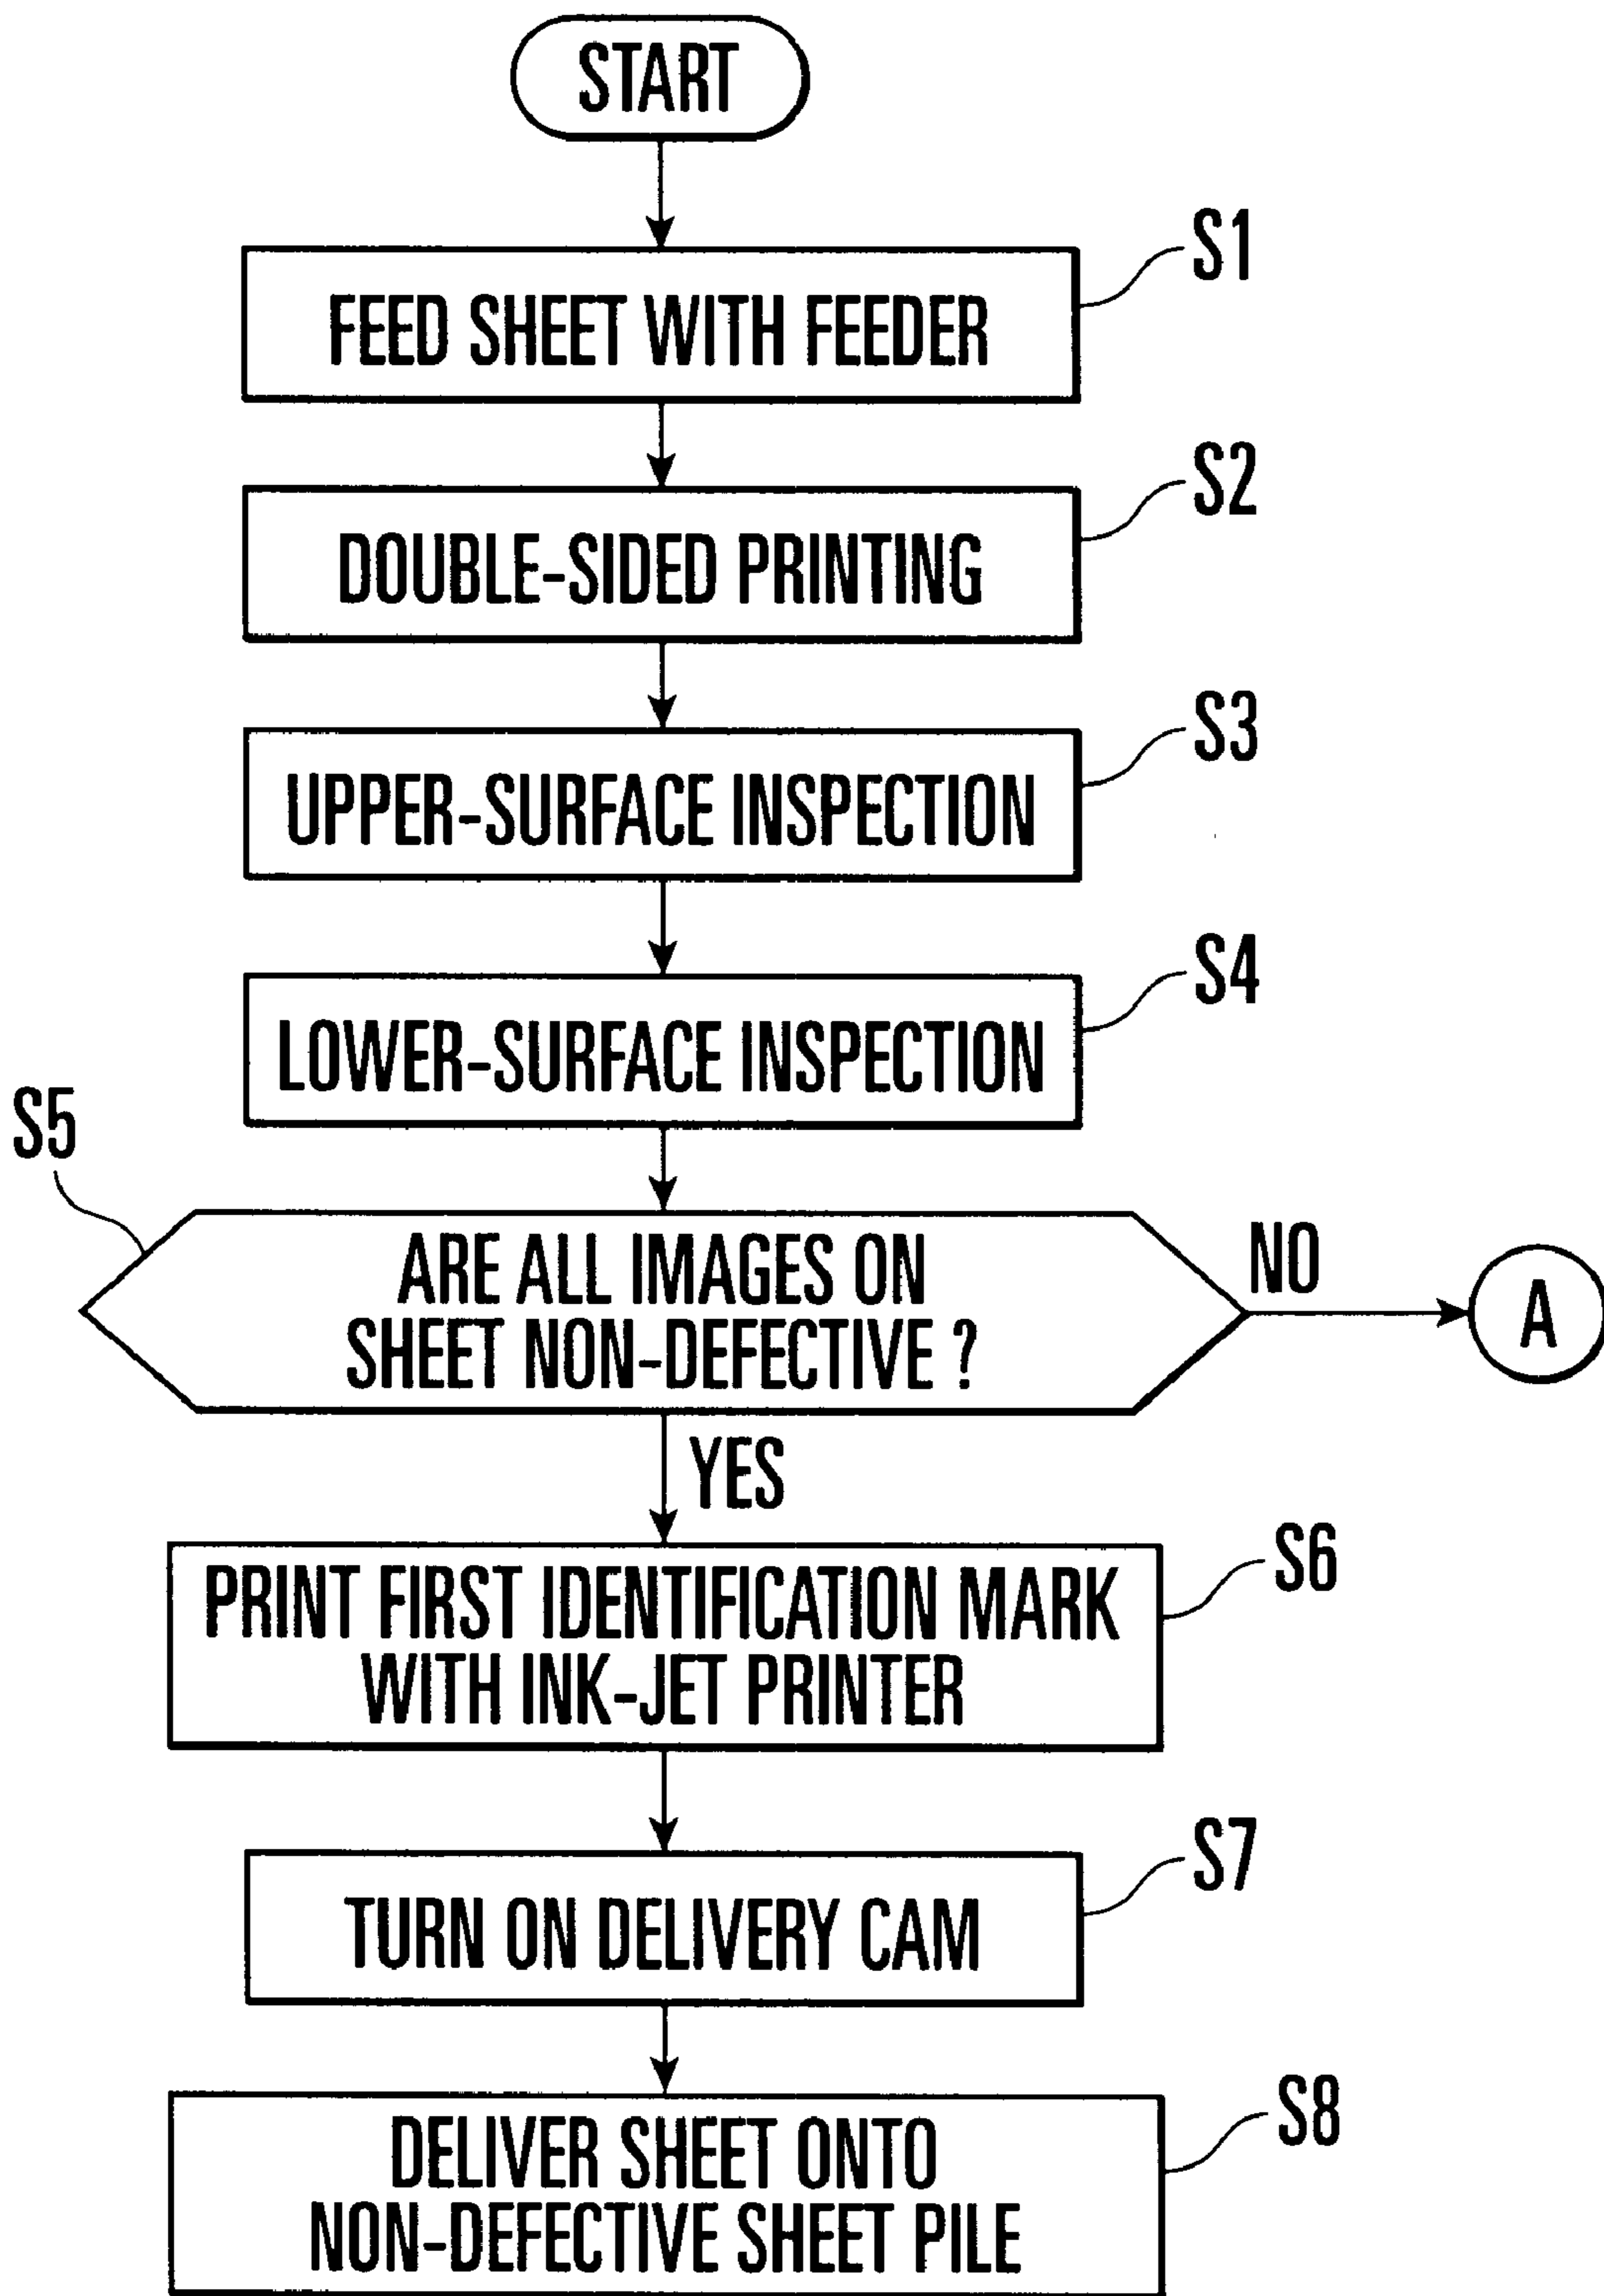 START
S1
FEED SHEET WITH FEEDER
S2
DOUBLE-SIDED PRINTING
S3
UPPER-SURFACE INSPECTION
S4
LOWER-SURFACE INSPECTION
S5
ARE ALL IMAGES ON
SHEET NON-DEFECTIVE ?
NO
A
YES
S6
PRINT FIRST IDENTIFICATION MARK
WITH INK-JET PRINTER
S7
TURN ON DELIVERY CAM
S8
DELIVER SHEET ONTO
NON-DEFECTIVE SHEET PILE